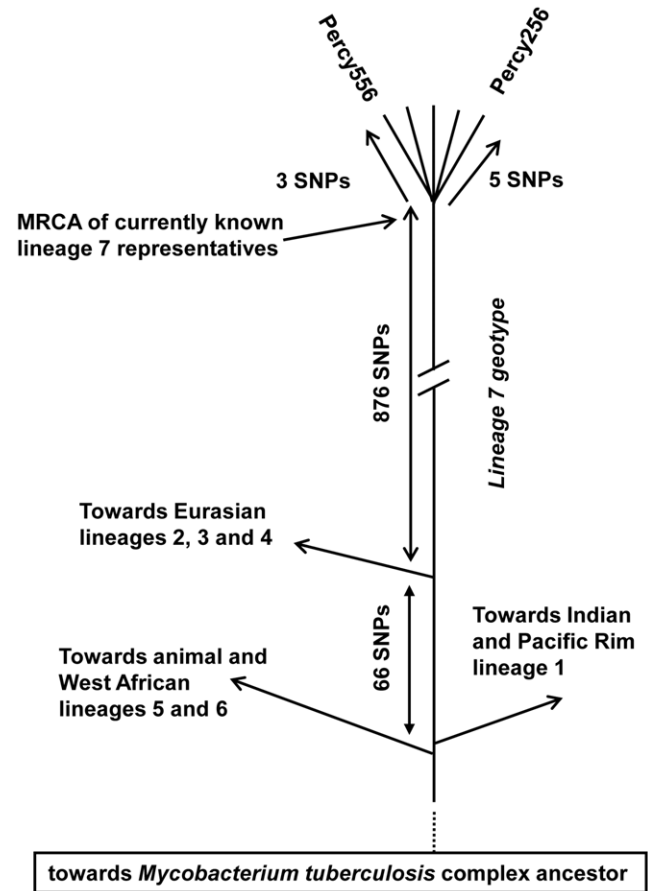 Percy556
Percy256
3 SNPs
5 SNPs
MRCA of currently known
lineage 7 representatives
876 SNPs
Lineage 7 geotype
Towards Eurasian
lineages 2, 3 and 4
66 SNPs
Towards Indian
and Pacific Rim
lineage 1
Towards animal and
West African
lineages 5 and 6
towards Mycobacterium tuberculosis complex ancestor